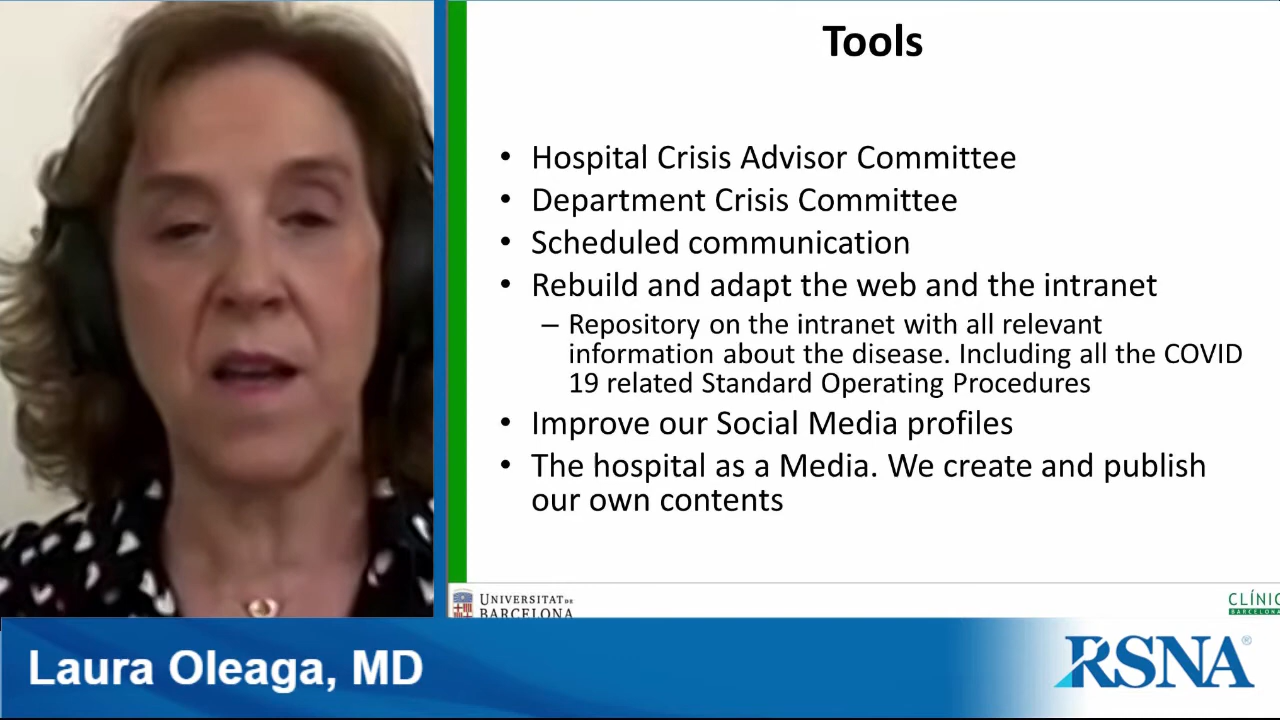 Tools
• Hospital Crisis Advisor Committee
• Department Crisis Committee
• Scheduled communication
• Rebuild and adapt the web and the intranet
– Repository on the intranet with all relevant
information about the disease. Including all the COVID
19 related Standard Operating Procedures
• Improve our Social Media profiles
• The hospital as a Media. We create and publish
our own contents
UNIVERSITAT DE
BARCELONA
CLÍNIC
BARCELONA
Laura Oleaga, MD
RSNA®